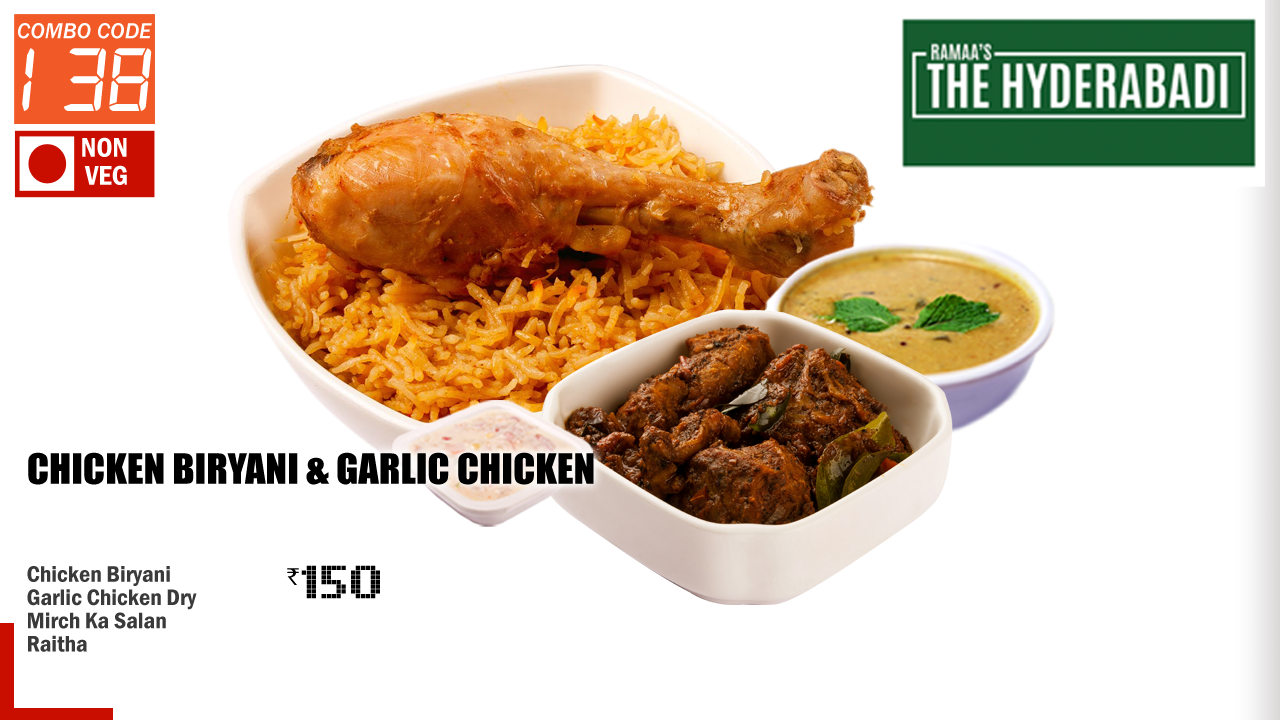 COMBO CODE
138
NON
VEG
RAMAA'S
THE HYDERABADI
CHICKEN BIRYANI & GARLIC CHICKEN
Chicken Biryani
Garlic Chicken Dry
Mirch Ka Salan
Raitha
₹150